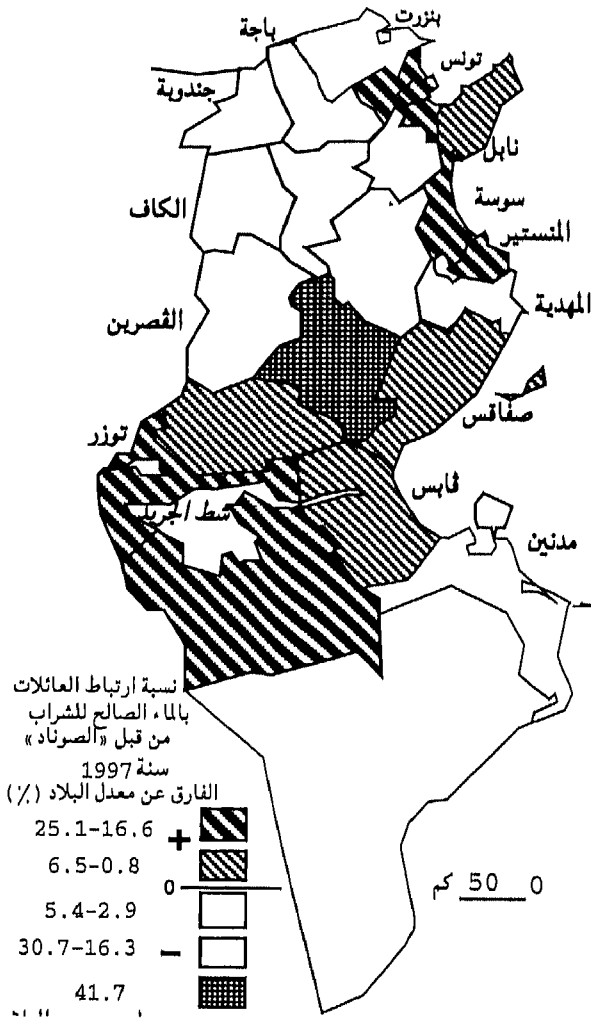 بنزرت
باجة
تونس
جندوبة
نابل
سوسة
الكاف
المنستير
المهدية
القصرين
صفاقس
توزر
ڨابس
شط الجريد
مدنين
نسبة ارتباط العائلات
بالماء الصالح للشراب
من قبل «الصوناد»
سنة 1997
الفارق عن معدل البلاد (٪)
25.1-16.6 +
6.5-0.8
0
5.4-2.9
30.7-16.3 -
41.7
0 50 كم